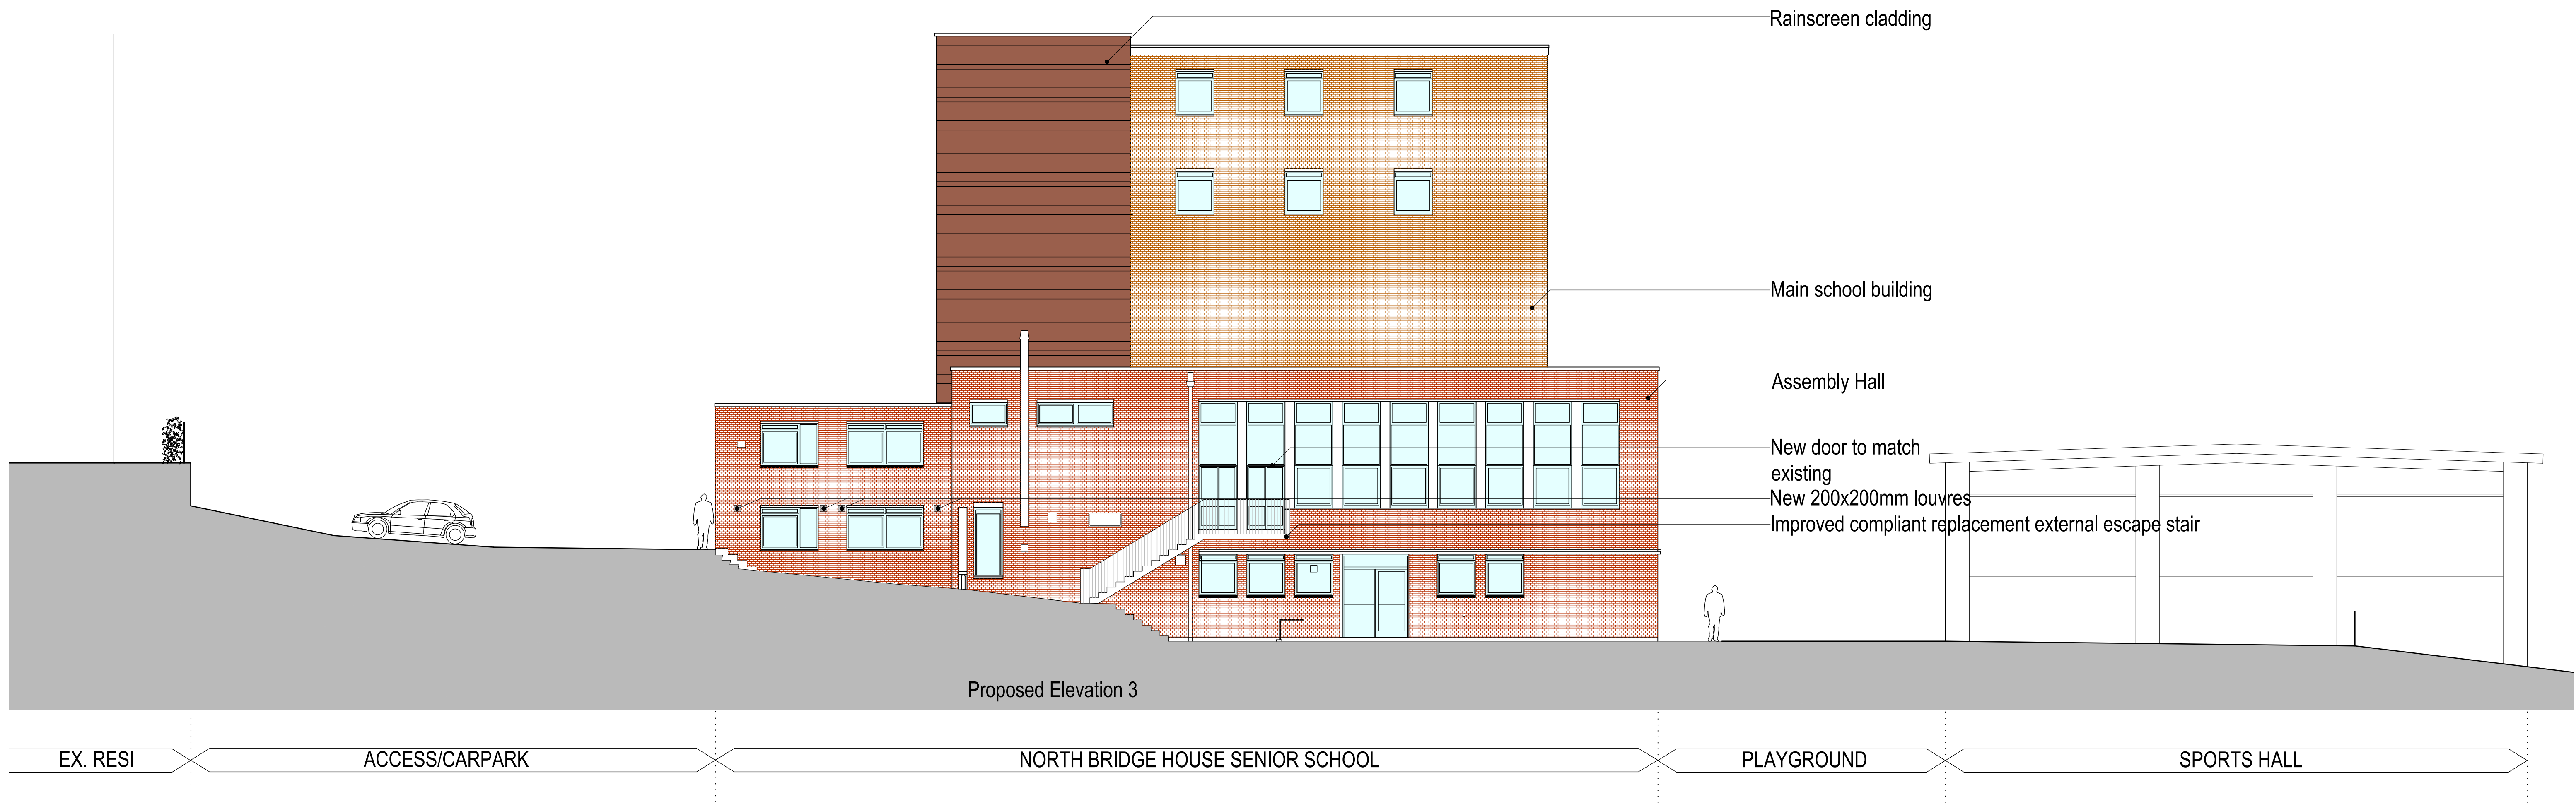 Rainscreen cladding
Main school building
Assembly Hall
New door to match
existing
New 200x200mm louvres
Improved compliant replacement external escape stair
Proposed Elevation 3
EX. RESI
ACCESS/CARPARK
NORTH BRIDGE HOUSE SENIOR SCHOOL
PLAYGROUND
SPORTS HALL